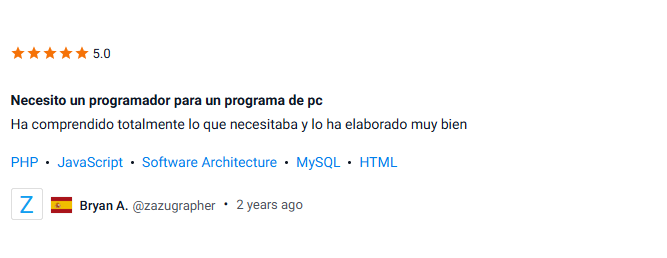 5.0
Necesito un programador para un programa de pc
Ha comprendido totalmente lo que necesitaba y lo ha elaborado muy bien
PHP • JavaScript • Software Architecture • MySQL • HTML
Z Bryan A. @zazugrapher • 2 years ago